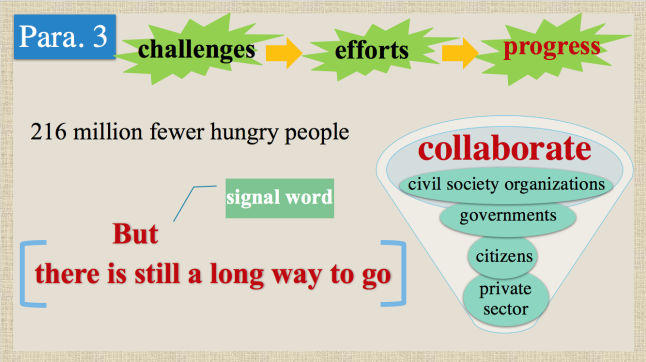 Para. 3
challenges
efforts
progress
216 million fewer hungry people
signal word
But
there is still a long way to go
collaborate
civil society organizations
governments
citizens
private
sector